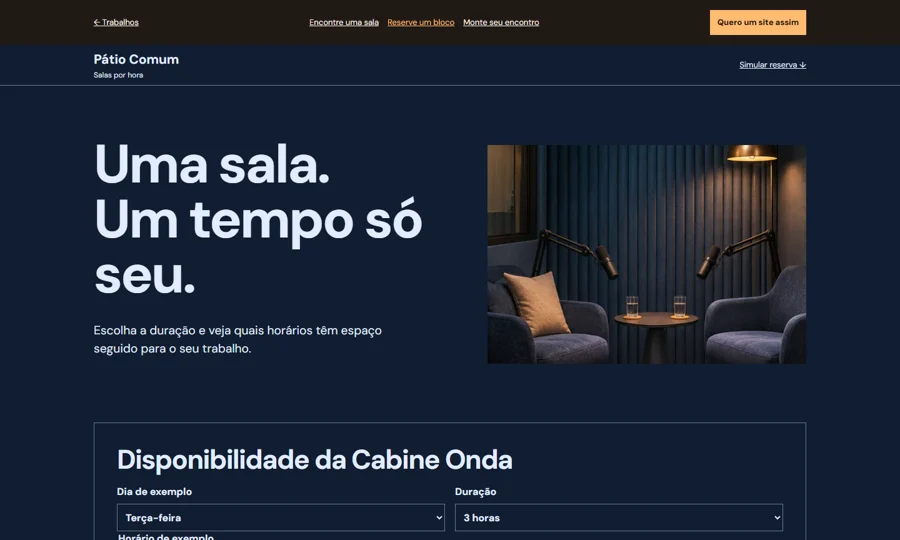 ← Trabalhos
Encontre uma sala
Reserve um bloco
Monte seu encontro
Quero um site assim
Pátio Comum
Salas por hora
Simular reserva ↓
Uma sala.
Um tempo só
seu.
Escolha a duração e veja quais horários têm espaço
seguido para o seu trabalho.
Disponibilidade da Cabine Onda
Dia de exemplo
Duração
Terça-feira
3 horas
Horário de exemplo